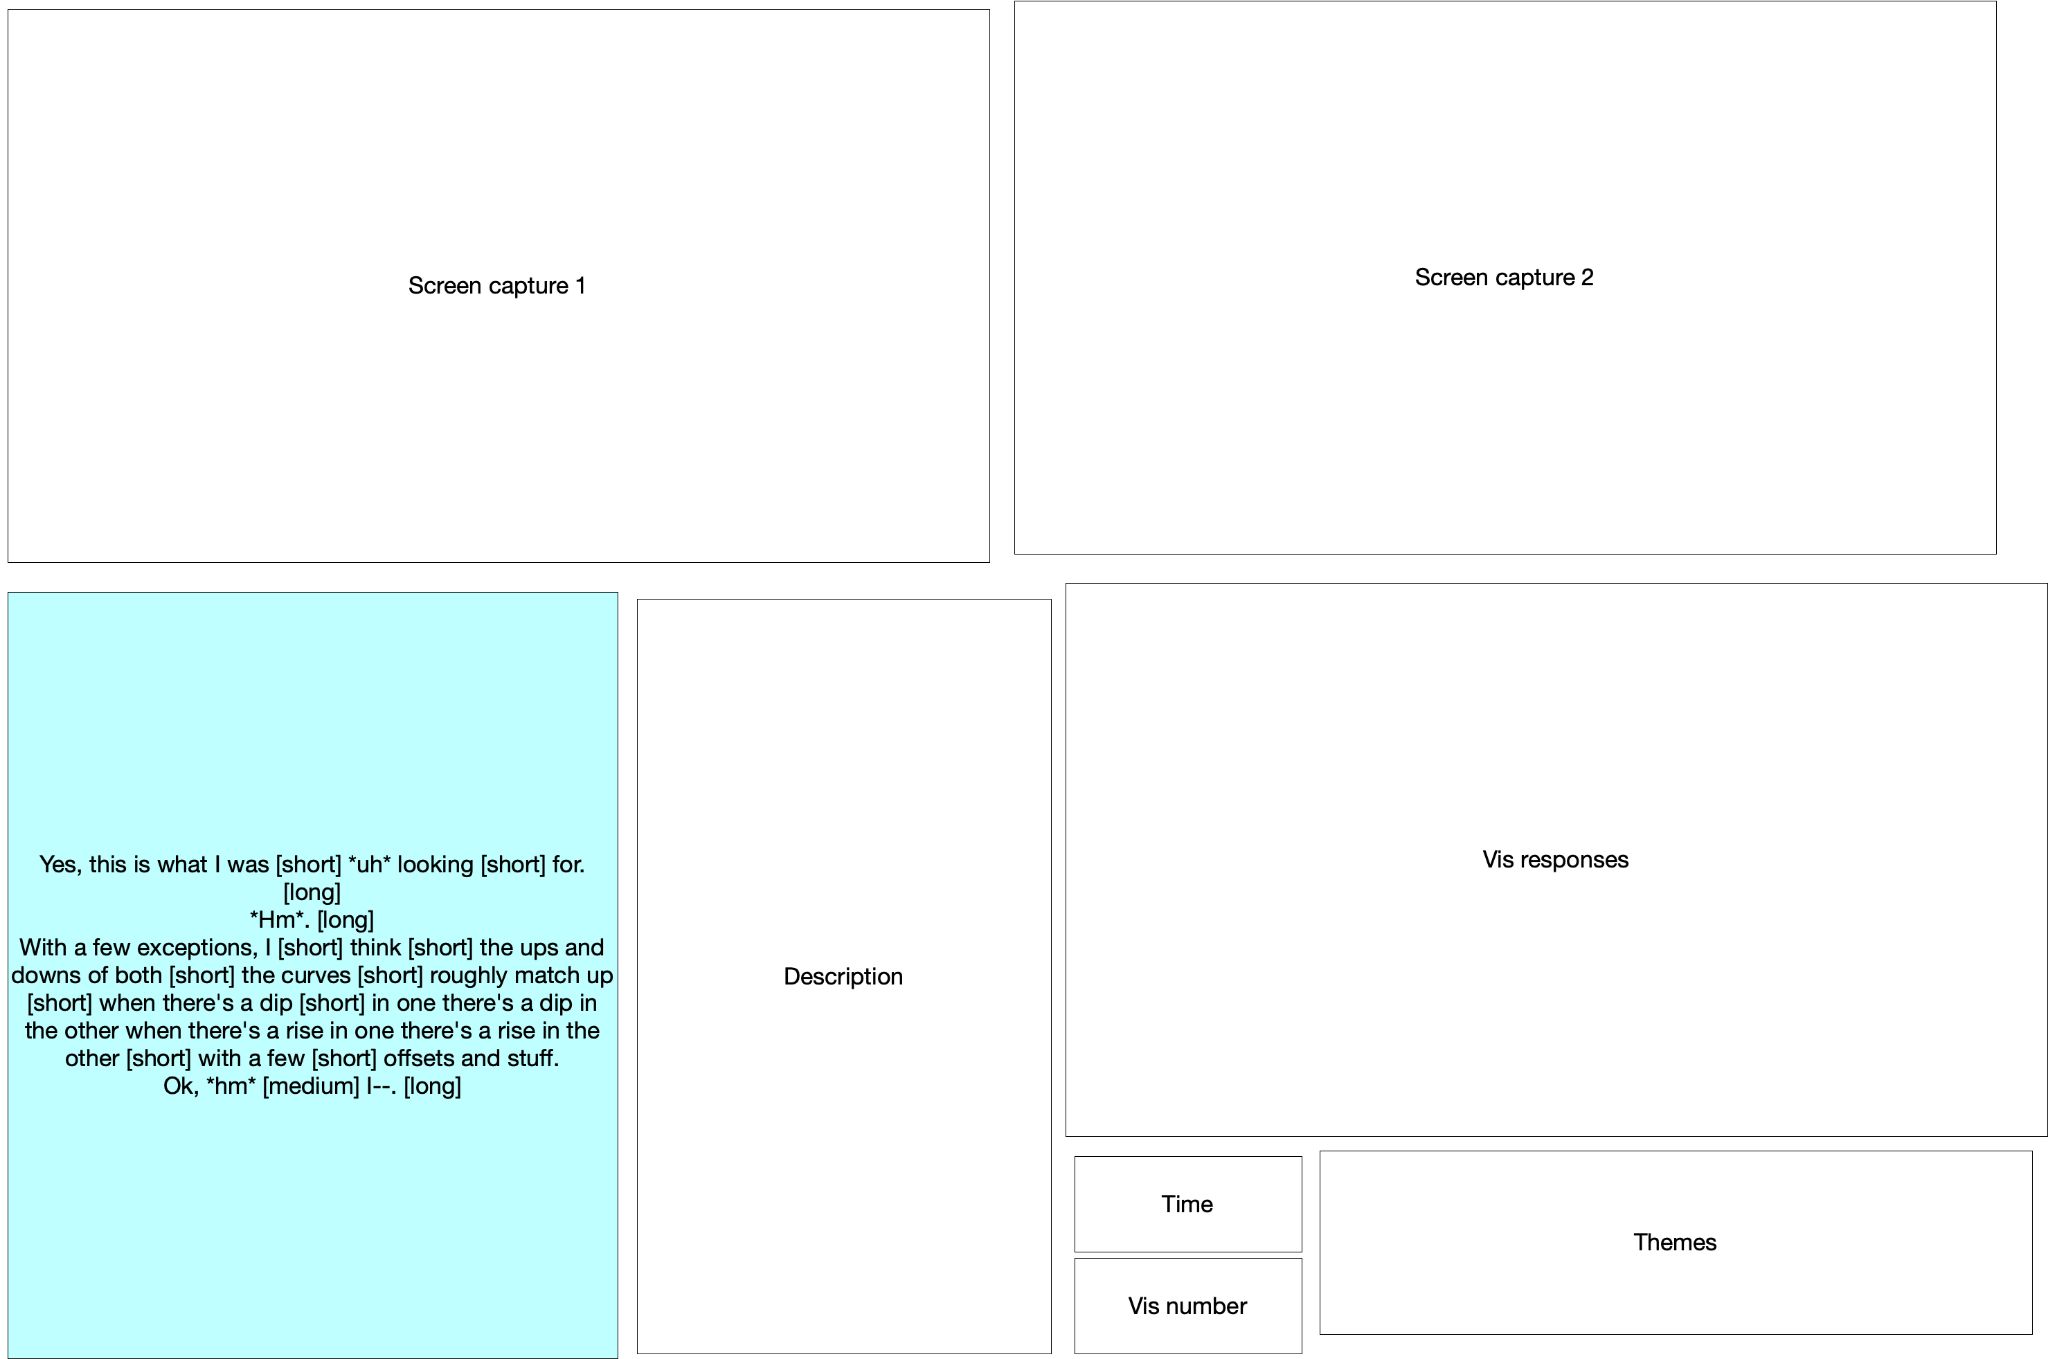 Screen capture 1
Screen capture 2
Yes, this is what I was [short] *uh* looking [short] for.
[long]
*Hm*. [long]
With a few exceptions, I [short] think [short] the ups and
downs of both [short] the curves [short] roughly match up
[short] when there's a dip [short] in one there's a dip in
the other when there's a rise in one there's a rise in the
other [short] with a few [short] offsets and stuff.
Ok, *hm* [medium] I--. [long]
Description
Vis responses
Time
Vis number
Themes